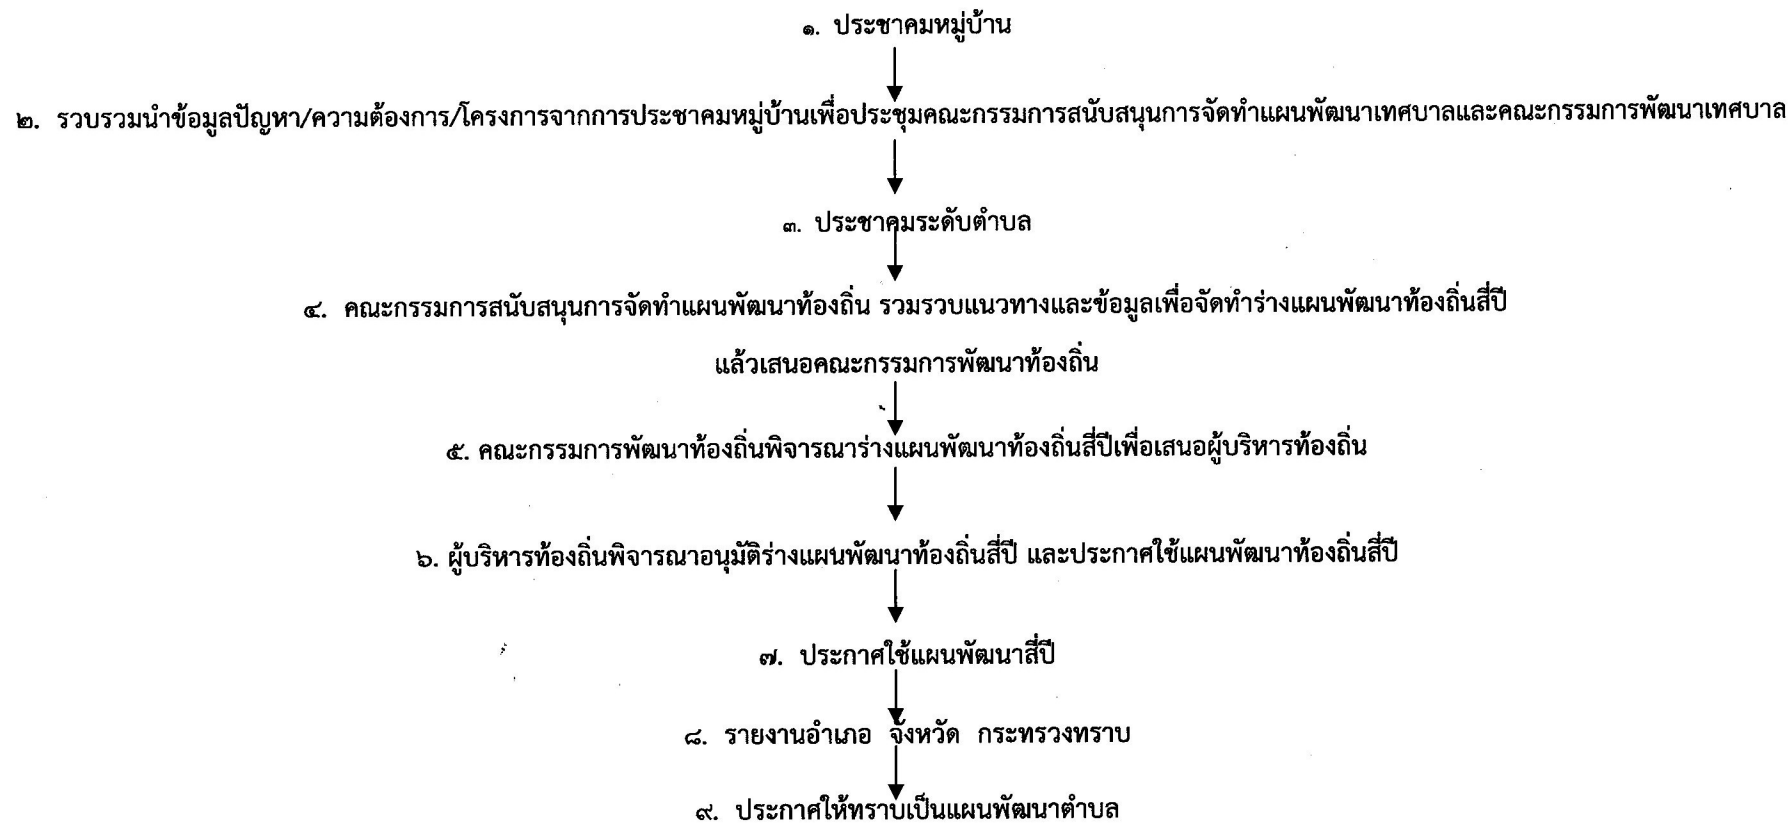 ๑. ประชาคมหมู่บ้าน
๒. รวบรวมนำข้อมูลปัญหา/ความต้องการ/โครงการจากการประชาคมหมู่บ้านเพื่อประชุมคณะกรรมการสนับสนุนการจัดทำแผนพัฒนาเทศบาลและคณะกรรมการพัฒนาเทศบาล
๓. ประชาคมระดับตำบล
๔. คณะกรรมการสนับสนุนการจัดทำแผนพัฒนาท้องถิ่น รวมรวบแนวทางและข้อมูลเพื่อจัดทำร่างแผนพัฒนาท้องถิ่นสี่ปี
แล้วเสนอคณะกรรมการพัฒนาท้องถิ่น
๕. คณะกรรมการพัฒนาท้องถิ่นพิจารณาร่างแผนพัฒนาท้องถิ่นสี่ปีเพื่อเสนอผู้บริหารท้องถิ่น
๖. ผู้บริหารท้องถิ่นพิจารณาอนุมัติร่างแผนพัฒนาท้องถิ่นสี่ปี และประกาศใช้แผนพัฒนาท้องถิ่นสี่ปี
๗. ประกาศใช้แผนพัฒนาสี่ปี
๘. รายงานอำเภอ จังหวัด กระทรวงทราบ
๙. ประกาศให้ทราบเป็นแผนพัฒนาตำบล